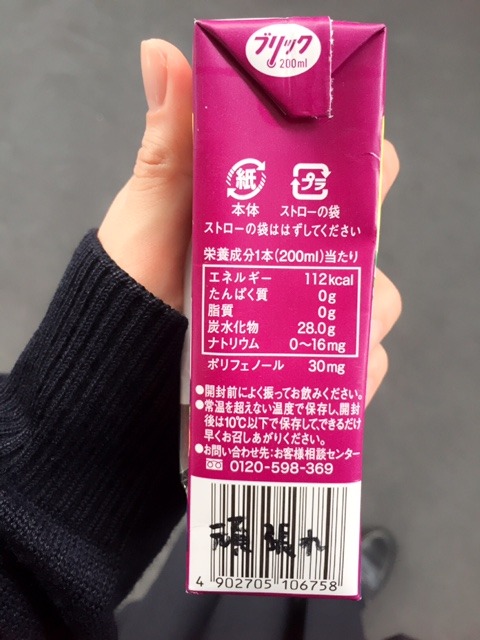 ブリック
200ml
紙
プラ
本体 ストローの袋
ストローの袋ははずしてください
栄養成分1本(200ml)当たり
エネルギー 112kcal
たんぱく質 0g
脂質 0g
炭水化物 28.0g
ナトリウム 0〜16mg
ポリフェノール 30mg
●開封前によく振ってお飲みください。
●常温を超えない温度で保存し、開封
後は10℃以下で保存して、できるだけ
早くお召しあがりください。
●お問い合わせ先:お客様相談センター
0120-598-369
頑張れ
4 902705 106758